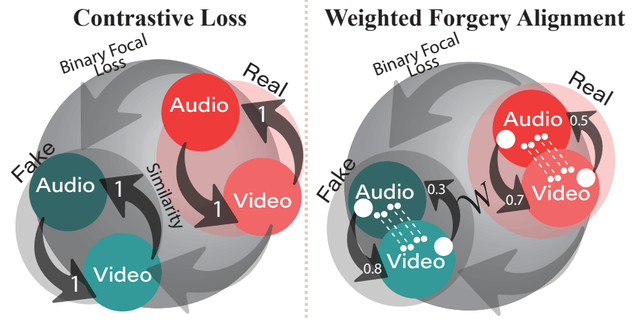 Contrastive Loss
Binary Focal
Loss
Real
Audio
1
Fake
Audio
1
Similarity
Video
1
Video
1
Weighted Forgery Alignment
Binary Focal
Loss
Real
Audio
0.5
Fake
Audio
0.3
W
Video
0.7
Video
0.8